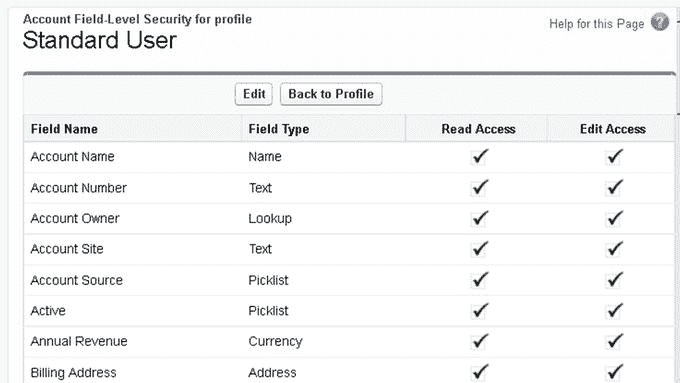 Account Field-Level Security for profile
Standard User
Help for this Page ?
Edit Back to Profile
Field Name Field Type Read Access Edit Access
Account Name Name
Account Number Text
Account Owner Lookup
Account Site Text
Account Source Picklist
Active Picklist
Annual Revenue Currency
Billing Address Address